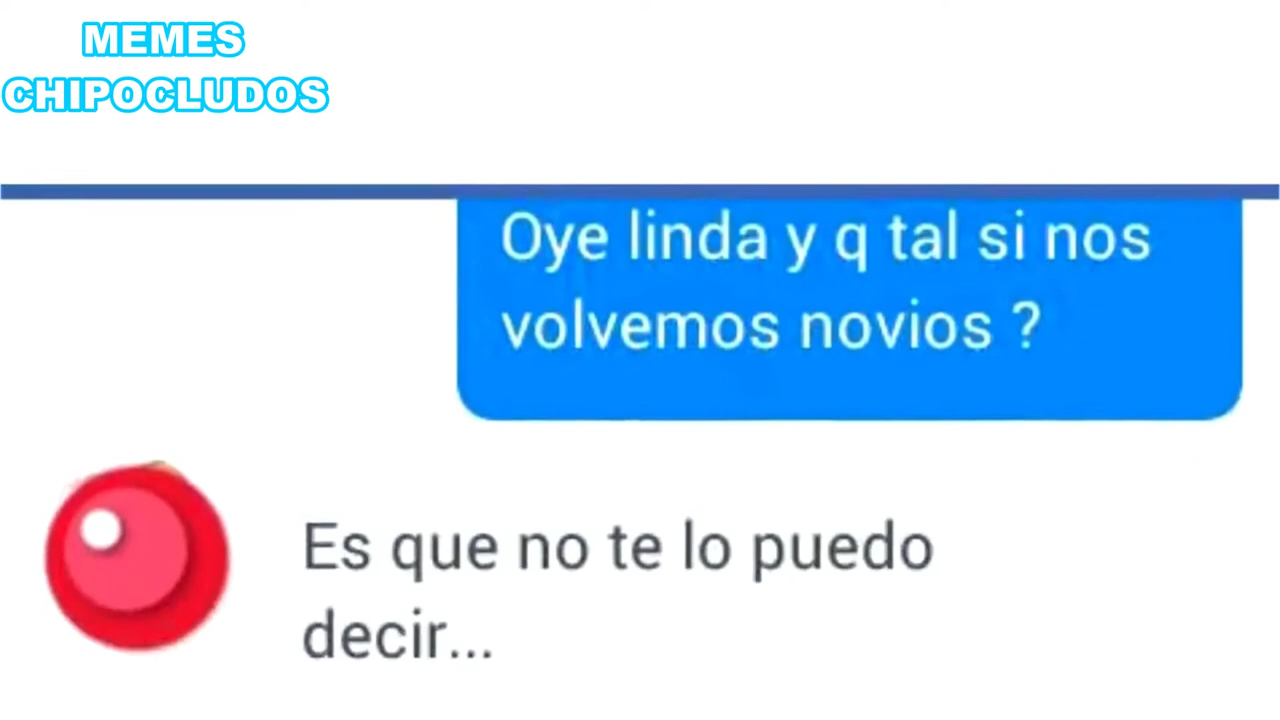 MEMES
CHIPOCLUDOS
Oye linda y q tal si nos
volvemos novios ?
Es que no te lo puedo
decir...